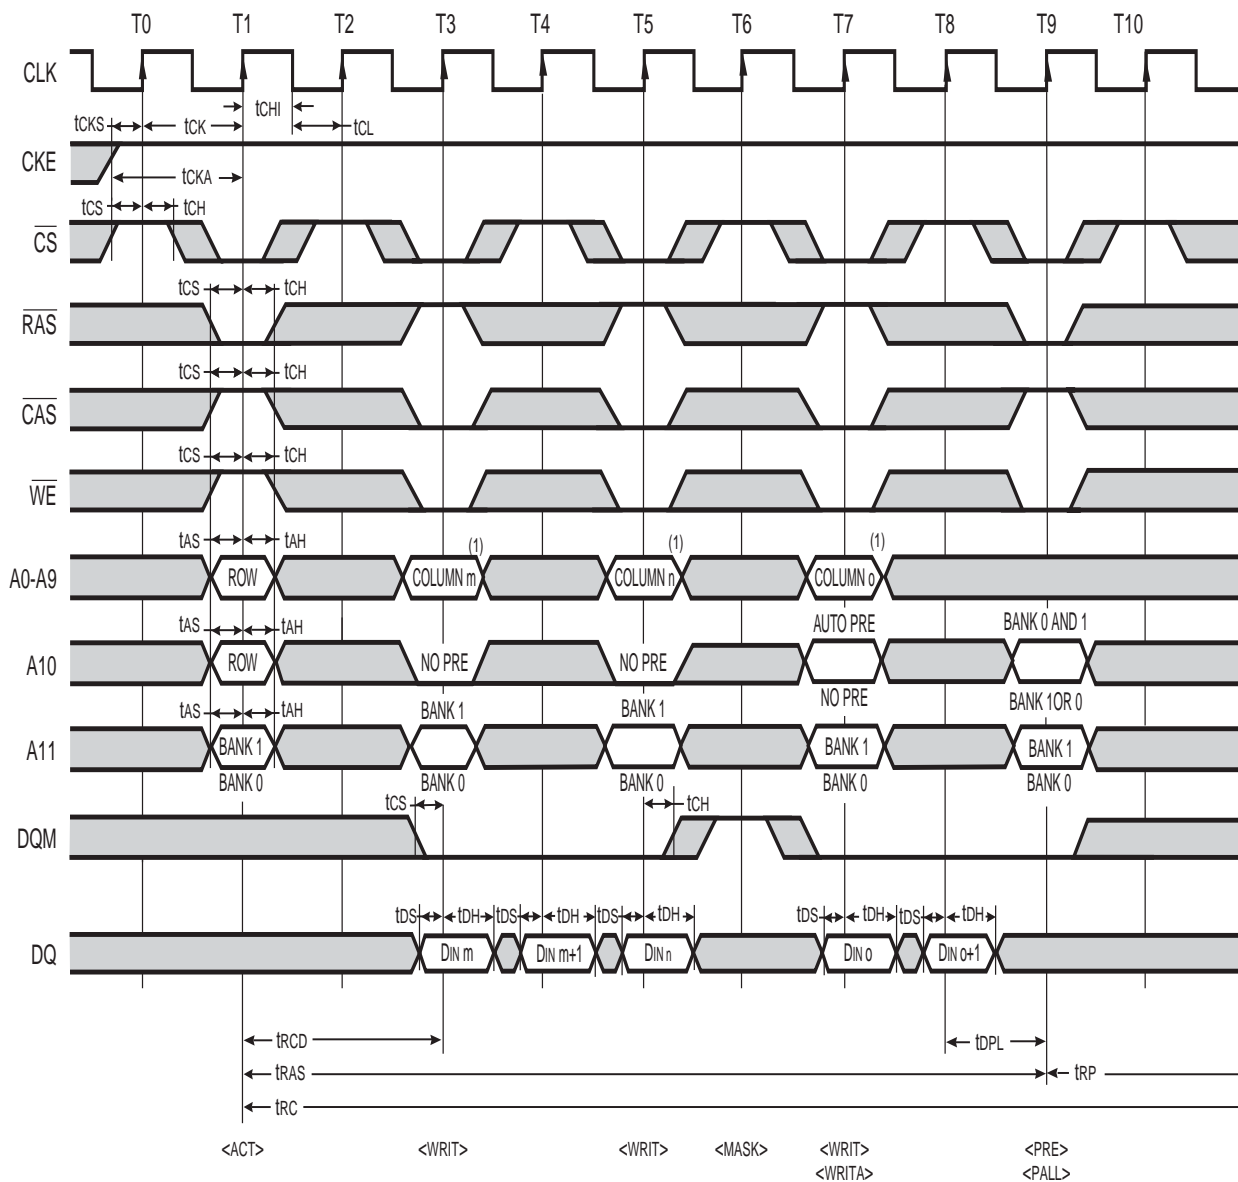 T0 T1 T2 T3 T4 T5 T6 T7 T8 T9 T10
CLK
tCHI
tCKS tCK tCL
CKE
tCKA
tCS tCH
CS
tCS tCH
RAS
tCS tCH
CAS
tCS tCH
WE
tAS tAH (1) (1) (1)
A0-A9 ROW COLUMN m COLUMN n COLUMN o
tAS tAH AUTO PRE BANK 0 AND 1
A10 ROW NO PRE NO PRE
NO PRE BANK 1OR 0
tAS tAH BANK 1 BANK 1
A11 BANK 1 BANK 1 BANK 1
BANK 0 BANK 0 BANK 0 BANK 0 BANK 0
tCS tCH
DQM
tDS tDH tDS tDH tDS tDH tDS tDH tDS tDH
DQ DIN m DIN m+1 DIN n DIN o DIN o+1
tRCD tDPL
tRAS tRP
tRC
<ACT> <WRIT> <WRIT> <MASK> <WRIT> <PRE>
<WRITA> <PALL>